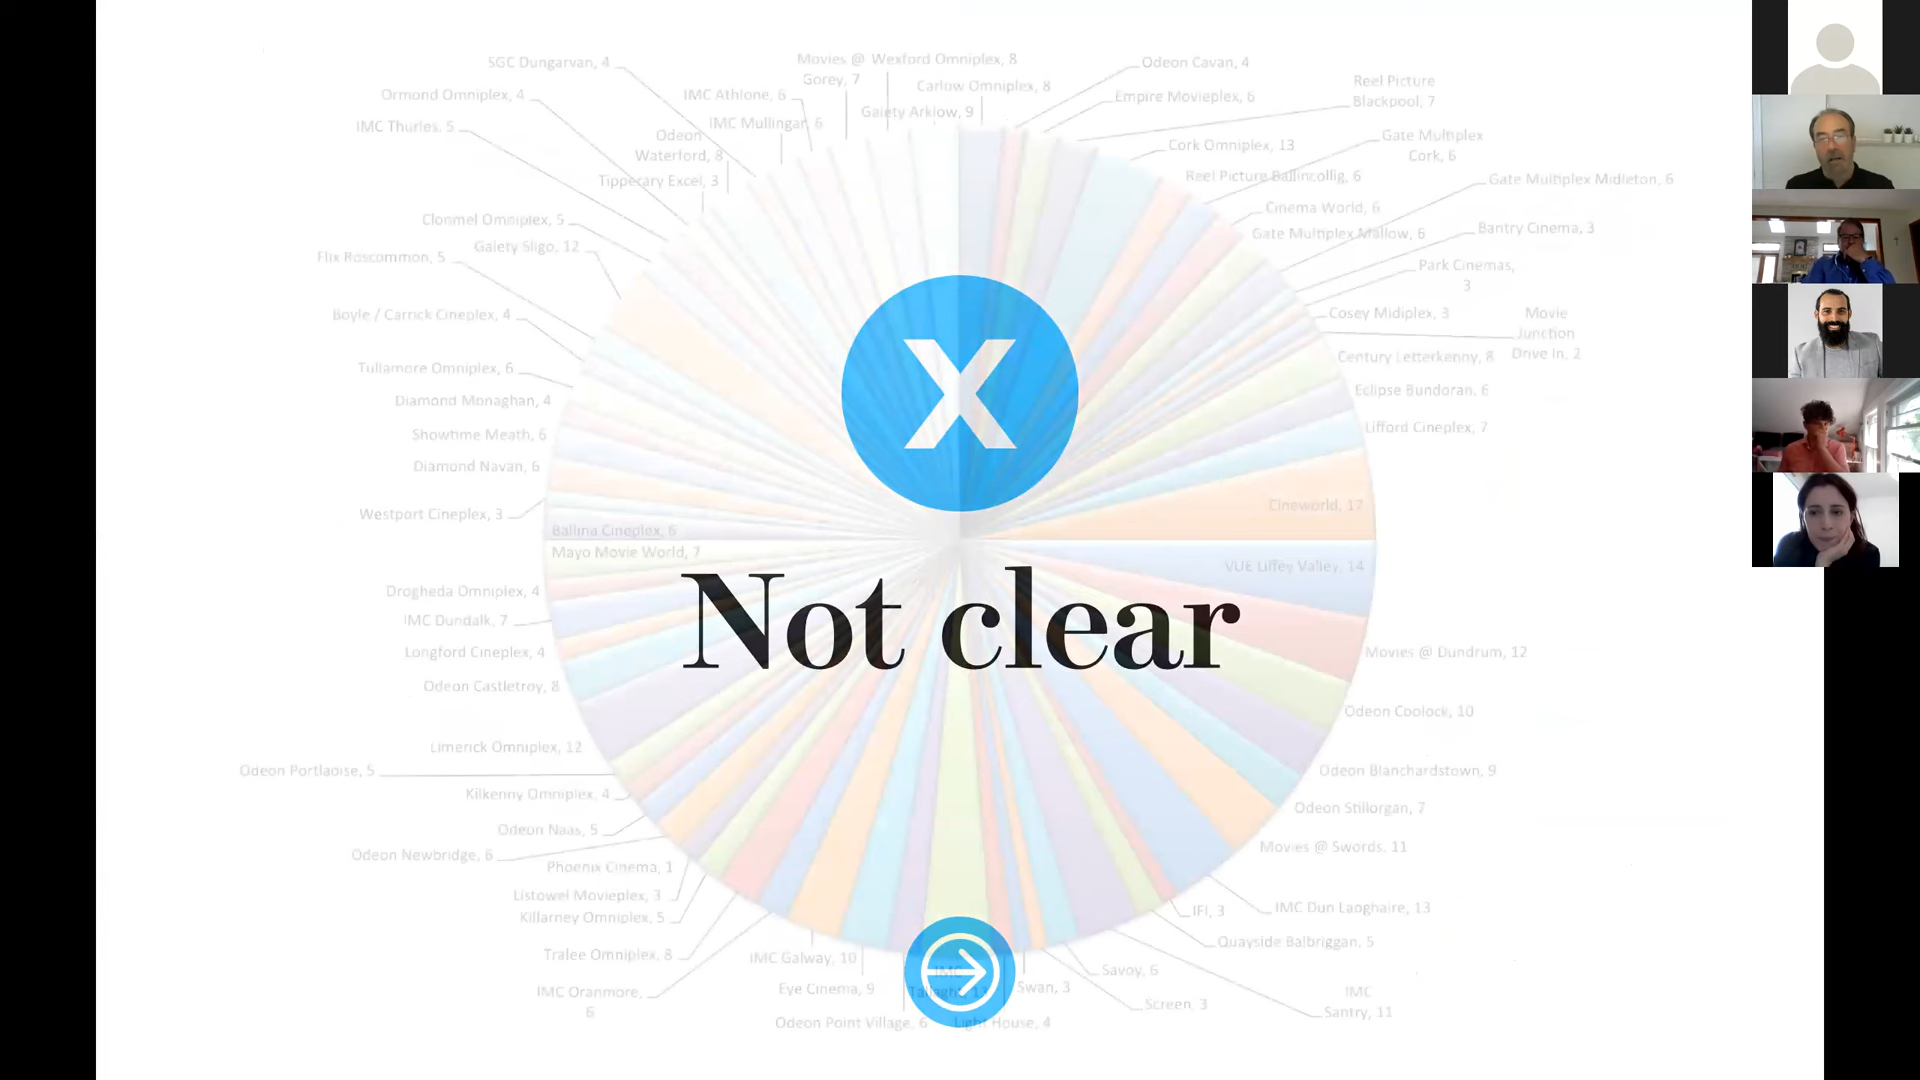 SGC Dungarvan, 4
Movies @
Gorey, 7
Wexford Omniplex, 8
Odeon Cavan, 4
Reel Picture
Blackpool, 7
Ormond Omniplex, 4
IMC Athlone, 6
Carlow Omniplex, 8
Empire Movieplex, 6
IMC Thurles, 5
IMC Mullingar, 6
Gaiety Arklow, 9
Odeon
Waterford, 8
Cork Omniplex, 13
Gate Multiplex
Cork, 6
Tipperary Excel, 3
Reel Picture Ballincollig, 6
Gate Multiplex Midleton, 6
Clonmel Omniplex, 5
Cinema World, 6
Galety Sligo, 12
Gate Multiplex Mallow, 6
Bantry Cinema, 3
Flix Roscommon, 5
Park Cinemas,
3
Boyle / Carrick Cineplex, 4
Cosey Midiplex, 3
Movie
Junction
Drive In, 2
X
Tullamore Omniplex, 6
Century Letterkenny, 8
Diamond Monaghan, 4
Eclipse Bundoran, 6
Showtime Meath, 6
Lifford Cineplex, 7
Diamond Navan, 6
Westport Cineplex, 3
Cineworld, 17
Ballina Cineplex, 6
Mayo Movie World, 7
VUE Liffey Valley, 14
Not clear
Drogheda Omniplex, 4
IMC Dundalk, 7
Longford Cineplex, 4
Movies @ Dundrum, 12
Odeon Castletroy, 8
Odeon Coolock, 10
Limerick Omniplex, 12
Odeon Portlaoise, 5
Odeon Blanchardstown, 9
Kilkenny Omniplex, 4
Odeon Stillorgan, 7
Odeon Naas, 5
Odeon Newbridge, 6
Movies @ Swords, 11
Phoenix Cinema, 1
Listowel Movieplex, 3
IFI, 3
IMC Dun Laoghaire, 13
Killarney Omniplex, 5
Quayside Balbriggan, 5
Tralee Omniplex, 8
IMC Galway, 10
Savoy, 6
IMC Oranmore,
6
Eye Cinema, 9
IMC
Tallaght, 13
Swan, 3
Screen, 3
IMC
Santry, 11
Odeon Point Village, 6
Light House, 4